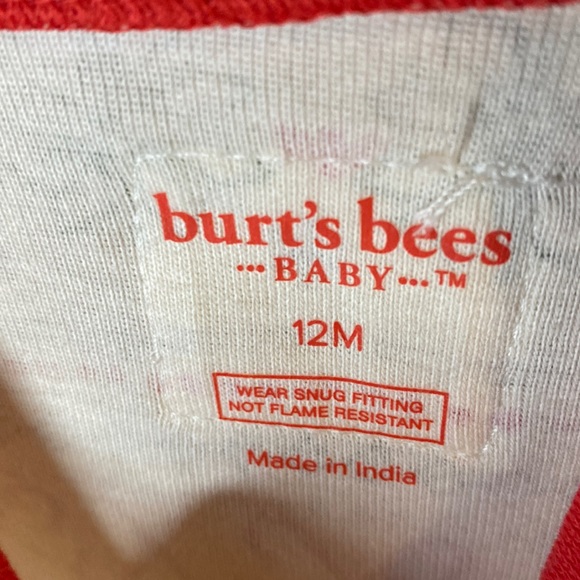 burt's bees
...BABY...™
12M
WEAR SNUG FITTING
NOT FLAME RESISTANT
Made in India